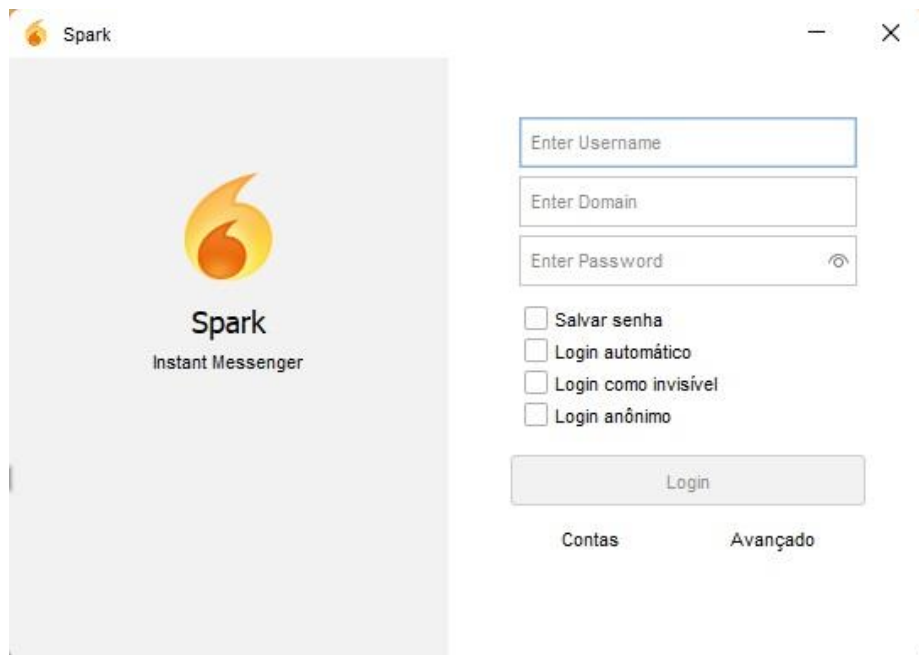 Spark
Spark
Instant Messenger
Enter Username
Enter Domain
Enter Password
Salvar senha
Login automático
Login como invisível
Login anônimo
Login
Contas Avançado